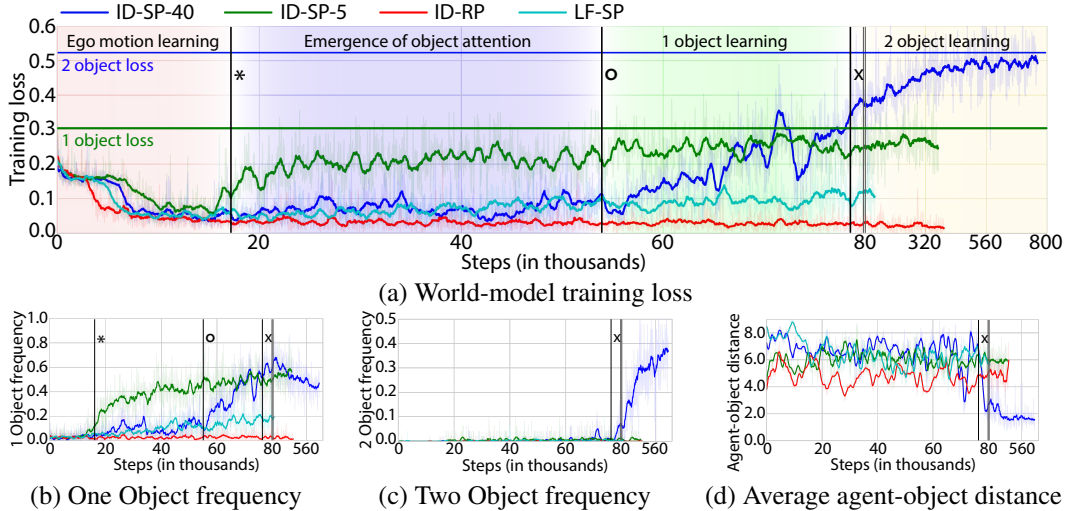 ID-SP-40 ID-SP-5 ID-RP LF-SP
Training loss
0.6
0.5
0.4
0.3
0.2
0.1
0.0
Ego motion learning
Emergence of object attention
1 object learning
2 object learning
2 object loss
1 object loss
* O X
0 20 40 60 80 320 560 800
Steps (in thousands)
(a) World-model training loss
1 Object frequency
1.0
0.8
0.6
0.4
0.2
0.0
* O X
0 20 40 60 80 560
Steps (in thousands)
(b) One Object frequency
2 Object frequency
0.5
0.4
0.3
0.2
0.1
0.0
X
0 20 40 60 80 560
Steps (in thousands)
(c) Two Object frequency
Agent-object distance
8.0
6.0
4.0
2.0
X
0 20 40 60 80 560
Steps (in thousands)
(d) Average agent-object distance